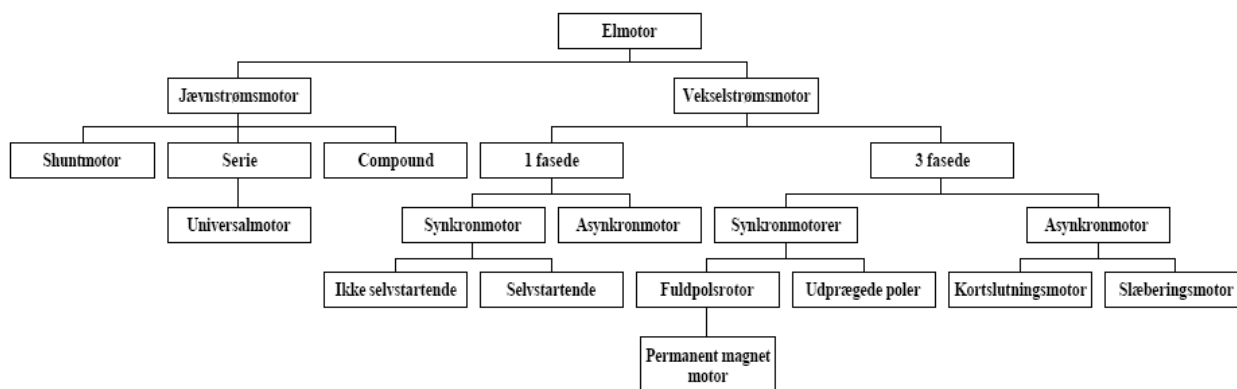 Elmotor
Jævnstrømsmotor
Vekselstrømsmotor
Shuntmotor
Serie
Compound
1 fasede
3 fasede
Universalmotor
Synkronmotor
Asynkronmotor
Synkronmotorer
Asynkronmotor
Ikke selvstartende
Selvstartende
Fuldpolsrotor
Udprægede poler
Kortslutningsmotor
Slæberingsmotor
Permanent magnet
motor